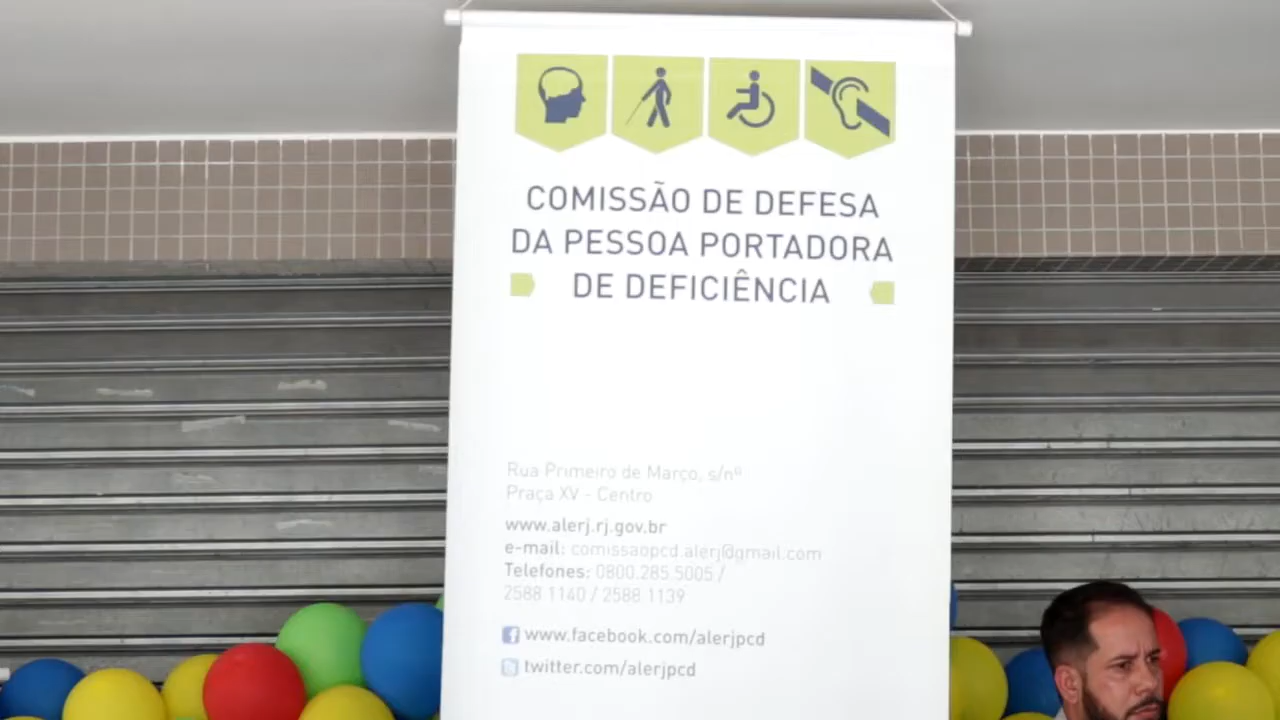 COMISSÃO DE DEFESA
DA PESSOA PORTADORA
DE DEFICIÊNCIA
Rua Primeiro de Março, s/nº
Praça XV - Centro
www.alerj.rj.gov.br
e-mail: comissaopcd.alerj@gmail.com
Telefones: 0800.285.5005 /
2588 1140 / 2588 1139
www.facebook.com/alerjpcd
twitter.com/alerjpcd